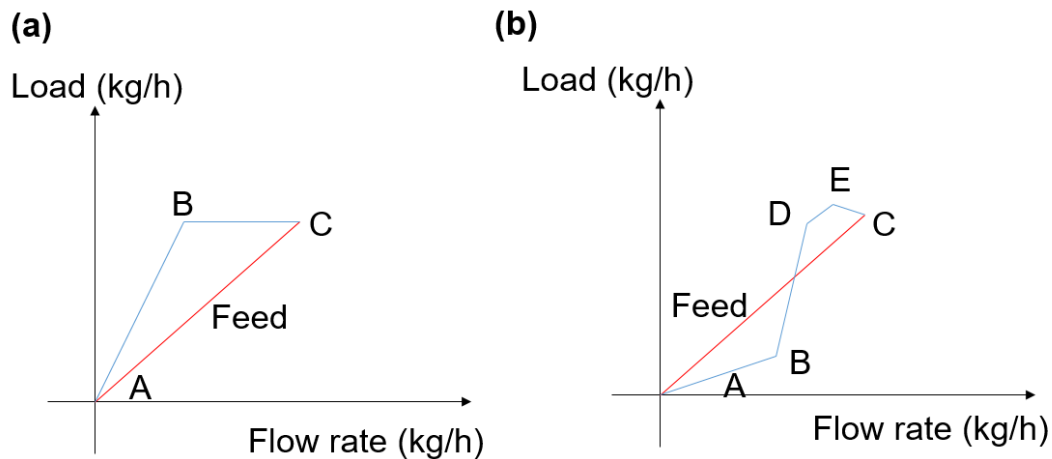 (a)
Load (kg/h)
B
C
Feed
A
Flow rate (kg/h)
(b)
Load (kg/h)
E
D
C
Feed
B
A
Flow rate (kg/h)